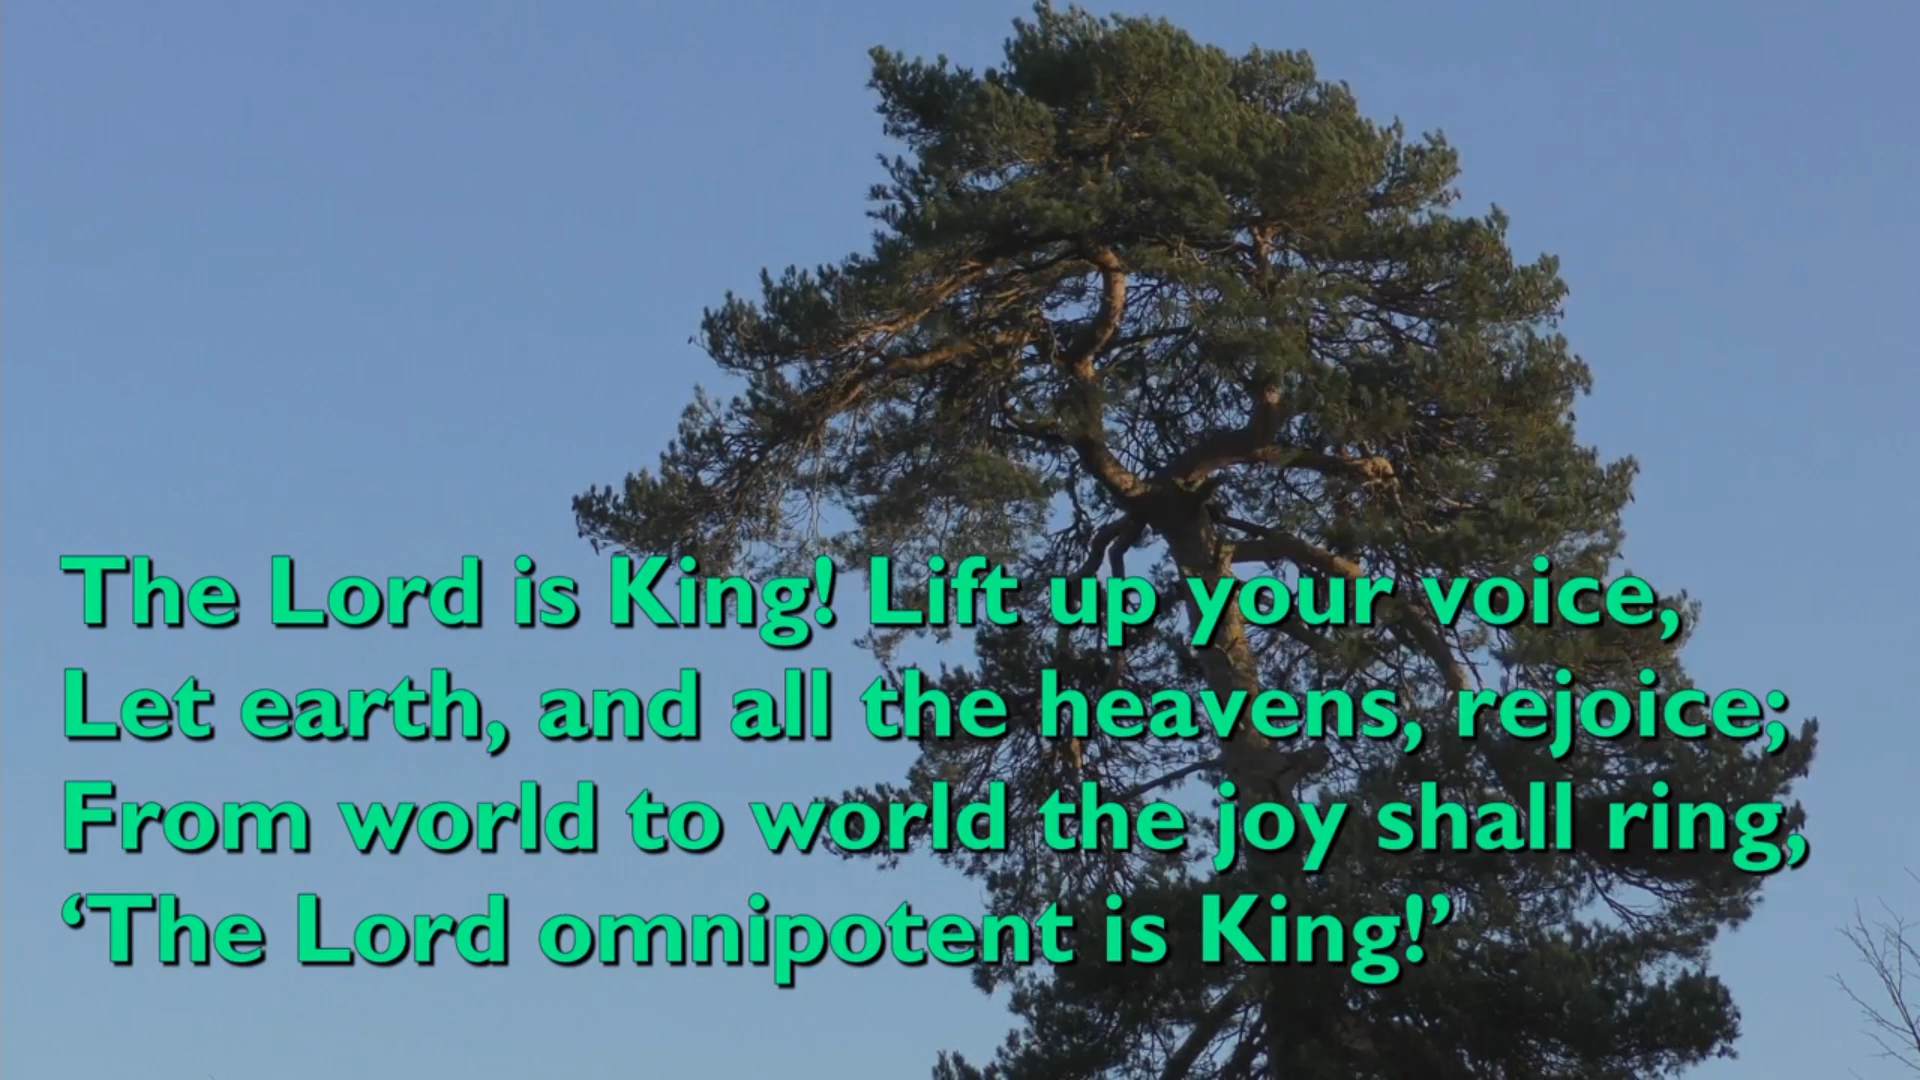 The Lord is King! Lift up your voice,
Let earth, and all the heavens, rejoice;
From world to world the joy shall ring,
‘The Lord omnipotent is King!’